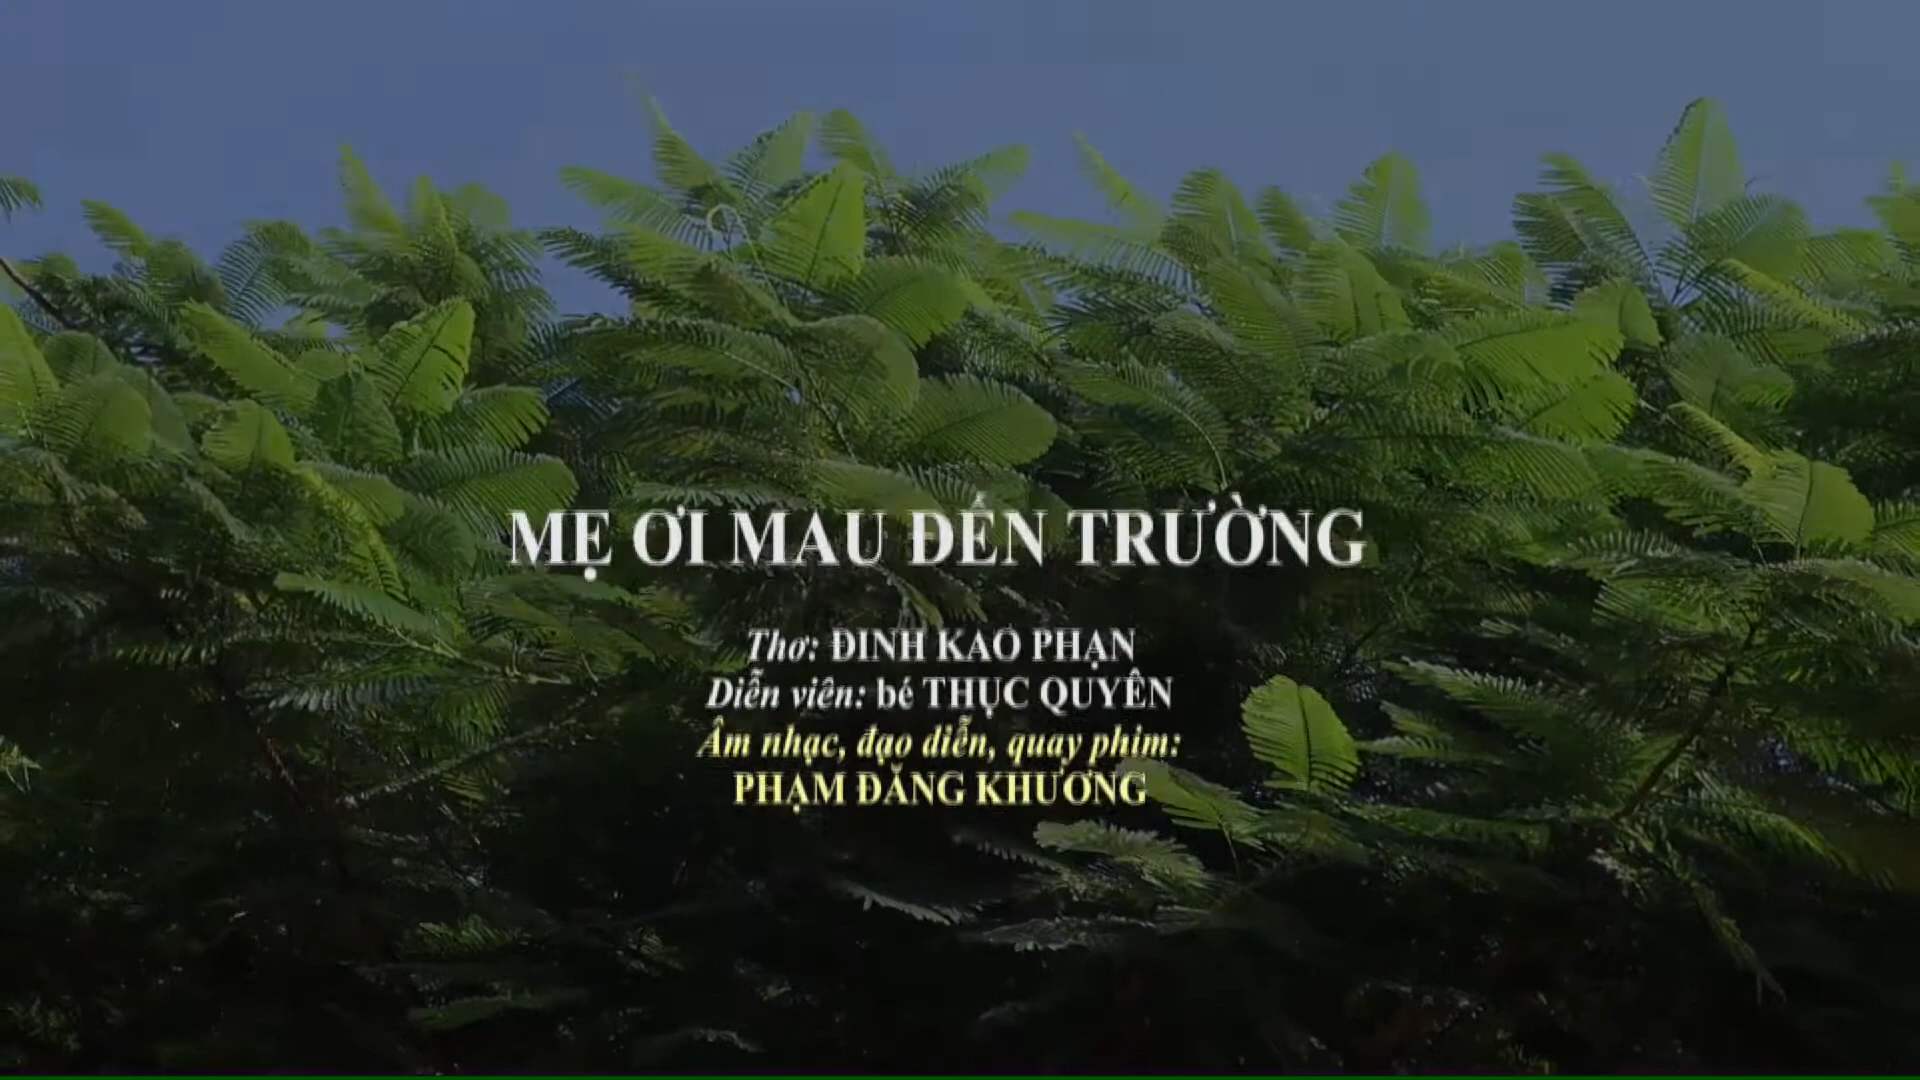 MẸ ƠI MAU ĐẾN TRƯỜNG
Thơ: ĐINH KAO PHẠN
Diễn viên: bé THỤC QUYÊN
Âm nhạc, đạo diễn, quay phim:
PHẠM ĐĂNG KHƯƠNG